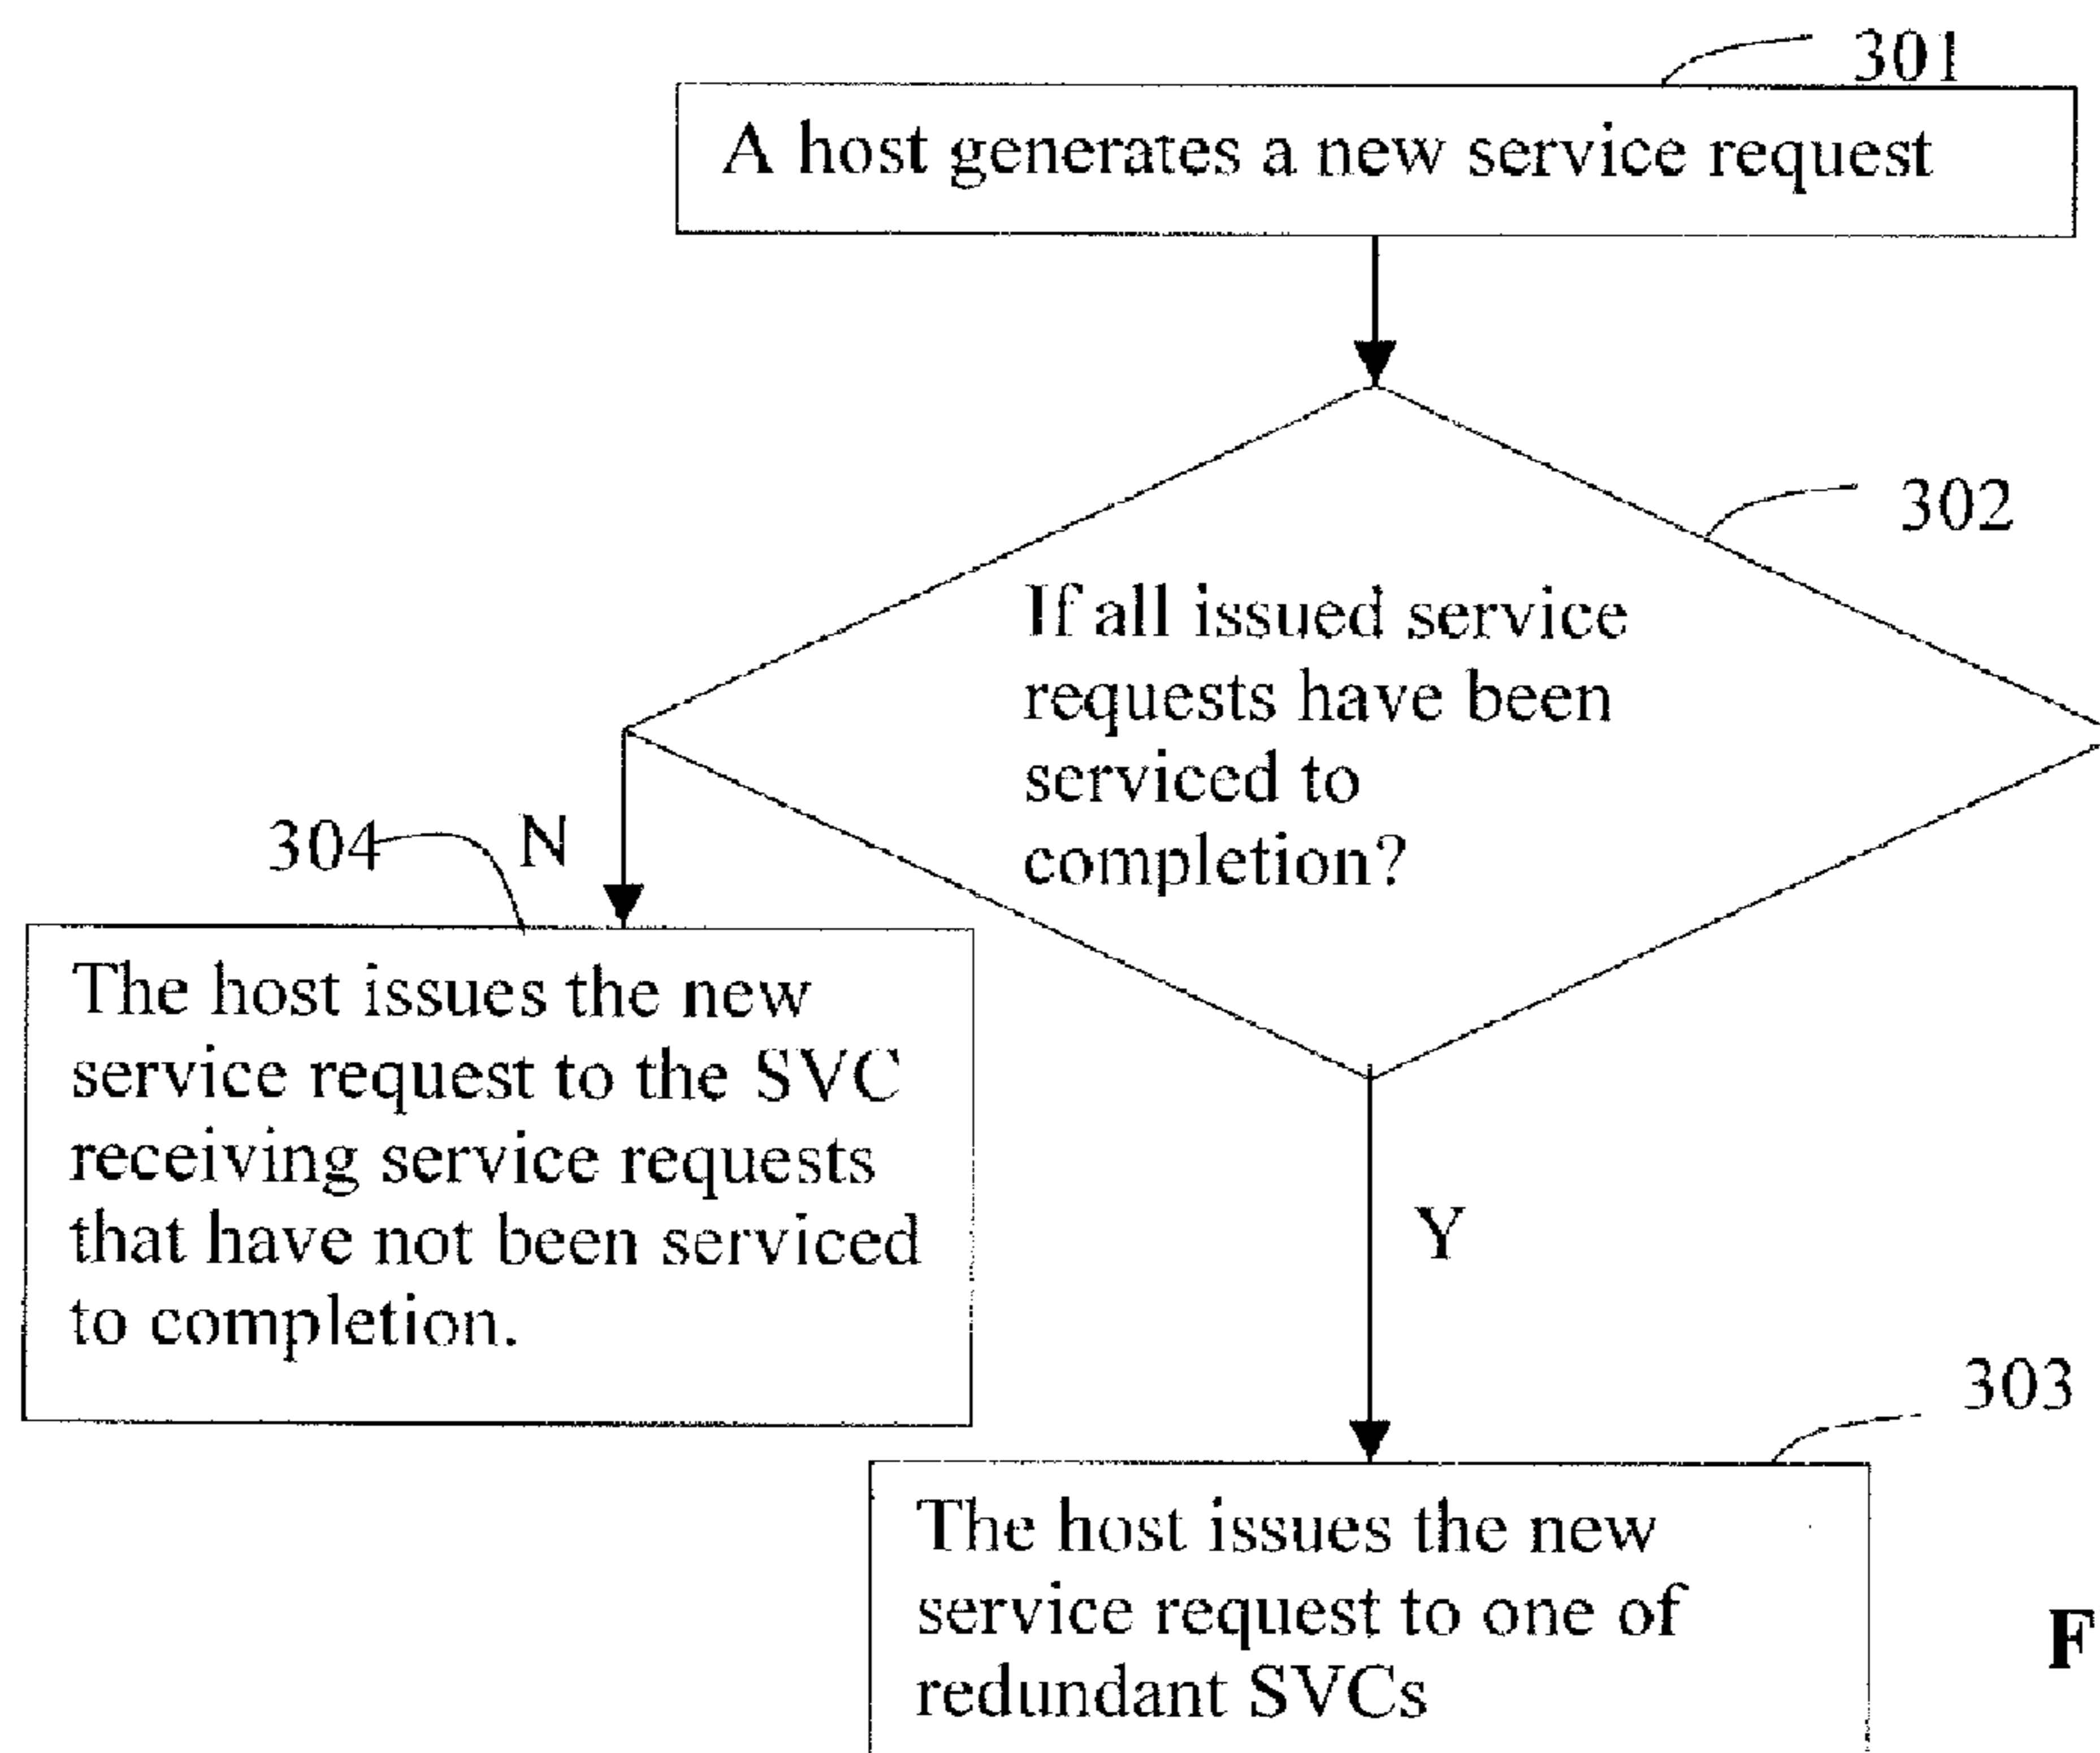 301
A host generates a new service request
302
If all issued service
requests have been
serviced to
completion?
304
N
The host issues the new
service request to the SVC
receiving service requests
that have not been serviced
to completion.
Y
303
The host issues the new
service request to one of
redundant SVCs
F